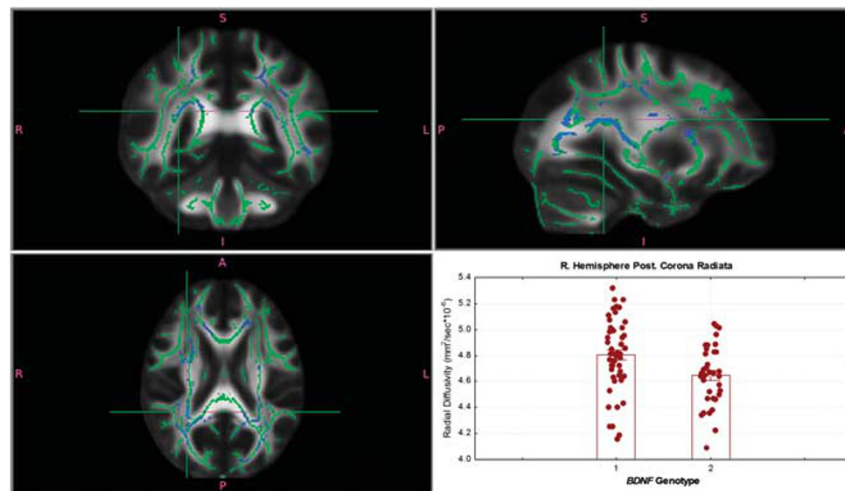 S
R
L
I
S
P
I
A
R
L
P
R. Hemisphere Post. Corona Radiata
Radial Diffusivity (mm²/sec*10⁻⁶)
5.4
5.2
5.0
4.8
4.6
4.4
4.2
4.0
1
2
BDNF Genotype